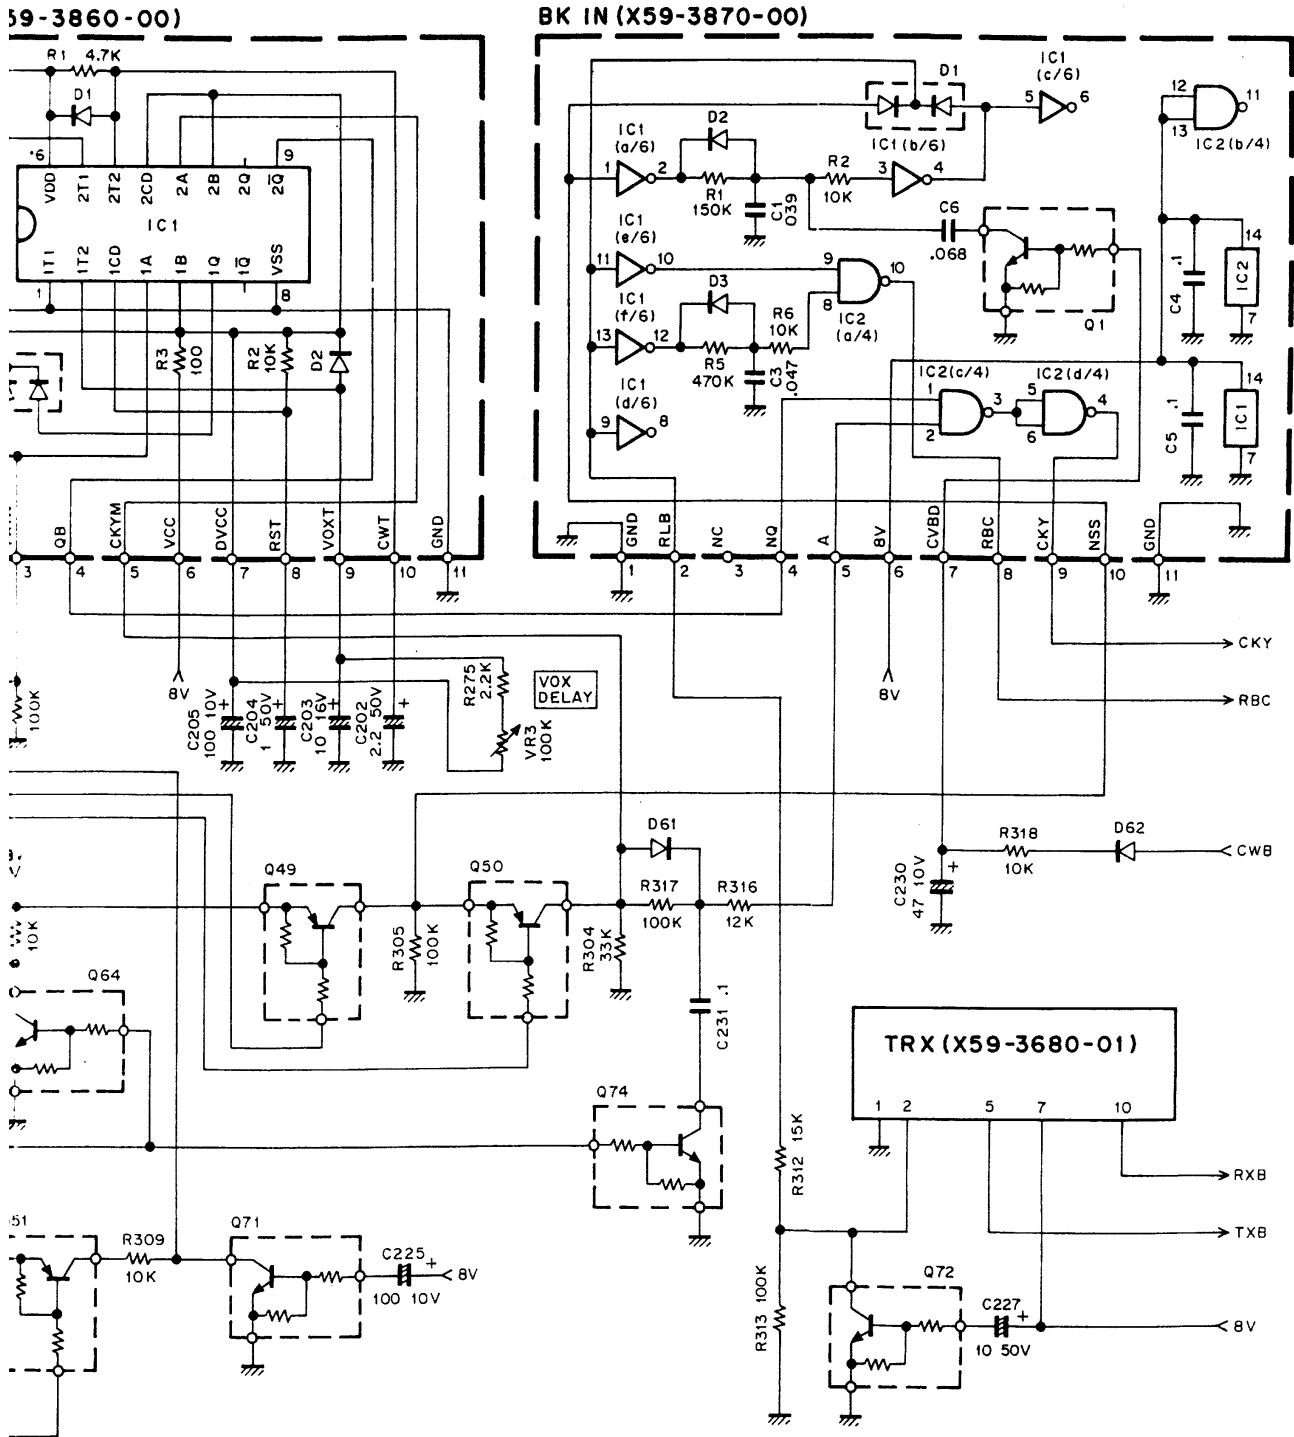 59-3860-00)
BK IN (X59-3870-00)
R1 4.7K
D1
6
9
VDD
2T1
2T2
2CD
2A
2B
2Q
2Q̅
IC1
1T1
1T2
1CD
1A
1B
1Q
1Q̅
VSS
1
8
R3
100
R2
10K
D2
QB
CKYM
VCC
DVCC
RST
VOXT
CWT
GND
3
4
5
6
7
8
9
10
11
D1
IC1
(c/6)
5
6
12
13
11
IC2(b/4)
D2
IC1
(a/6)
1
2
R1
150K
C1
.039
R2
10K
IC1(b/6)
3
4
C6
.068
Q1
IC1
(e/6)
11
10
9
8
10
IC2
(a/4)
IC1
(f/6)
13
12
D3
R5
470K
R6
10K
C3
.047
IC1
(d/6)
9
8
C4
.1
14
IC2
7
C5
.1
14
IC1
7
IC2(c/4)
1
2
3
IC2(d/4)
5
6
4
GND
RLB
NC
NQ
A
8V
CVBD
RBC
CKY
NSS
GND
1
2
3
4
5
6
7
8
9
10
11
CKY
RBC
8V
8V
100K
C205
100 10V
+
C204
1 50V
+
C203
10 16V
+
C202
2.2 50V
+
R275
2.2K
VR3
100K
VOX
DELAY
Q49
Q50
R305
100K
R304
33K
D61
R317
100K
R316
12K
C231 .1
C230
47 10V
+
R318
10K
D62
CWB
10K
Q64
Q74
R312 15K
R313 100K
TRX (X59-3680-01)
1
2
5
7
10
RXB
TXB
51
R309
10K
Q71
C225
+
100 10V
8V
Q72
C227
+
10 50V
8V